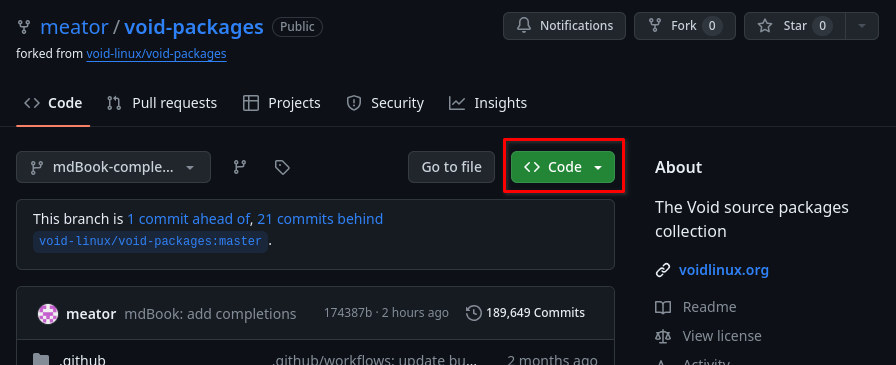 meator / void-packages Public
Notifications
Fork 0
Star 0
forked from void-linux/void-packages
Code
Pull requests
Projects
Security
Insights
mdBook-comple...
Go to file
Code
This branch is 1 commit ahead of, 21 commits behind
void-linux/void-packages:master .
meator mdBook: add completions 174387b · 2 hours ago 189,649 Commits
.github .github/workflows: update bu... 2 months ago
About
The Void source packages
collection
voidlinux.org
Readme
View license
Activity